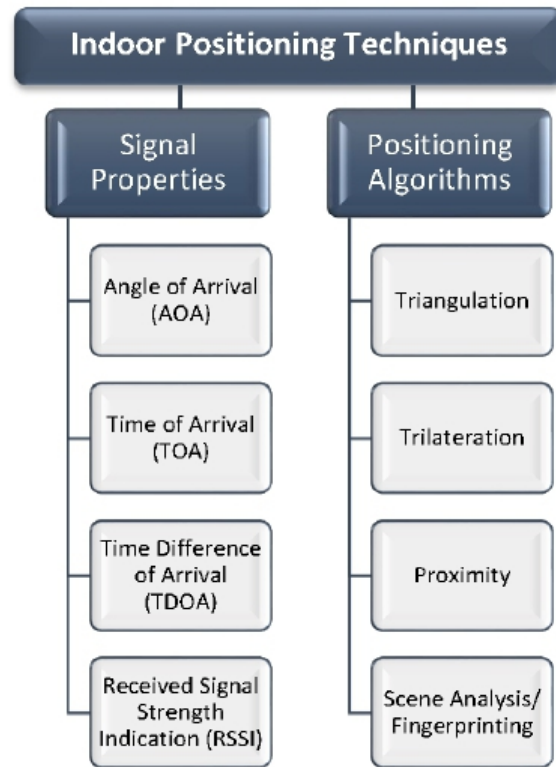 Indoor Positioning Techniques
Signal
Properties
Angle of Arrival
(AOA)
Time of Arrival
(TOA)
Time Difference
of Arrival
(TDOA)
Received Signal
Strength
Indication (RSSI)
Positioning
Algorithms
Triangulation
Trilateration
Proximity
Scene Analysis/
Fingerprinting